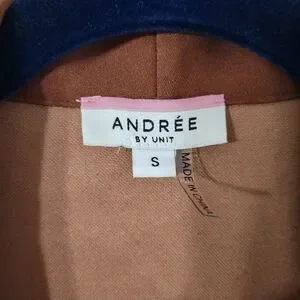 ANDRÉE
BY UNIT
S
MADE IN CHINA